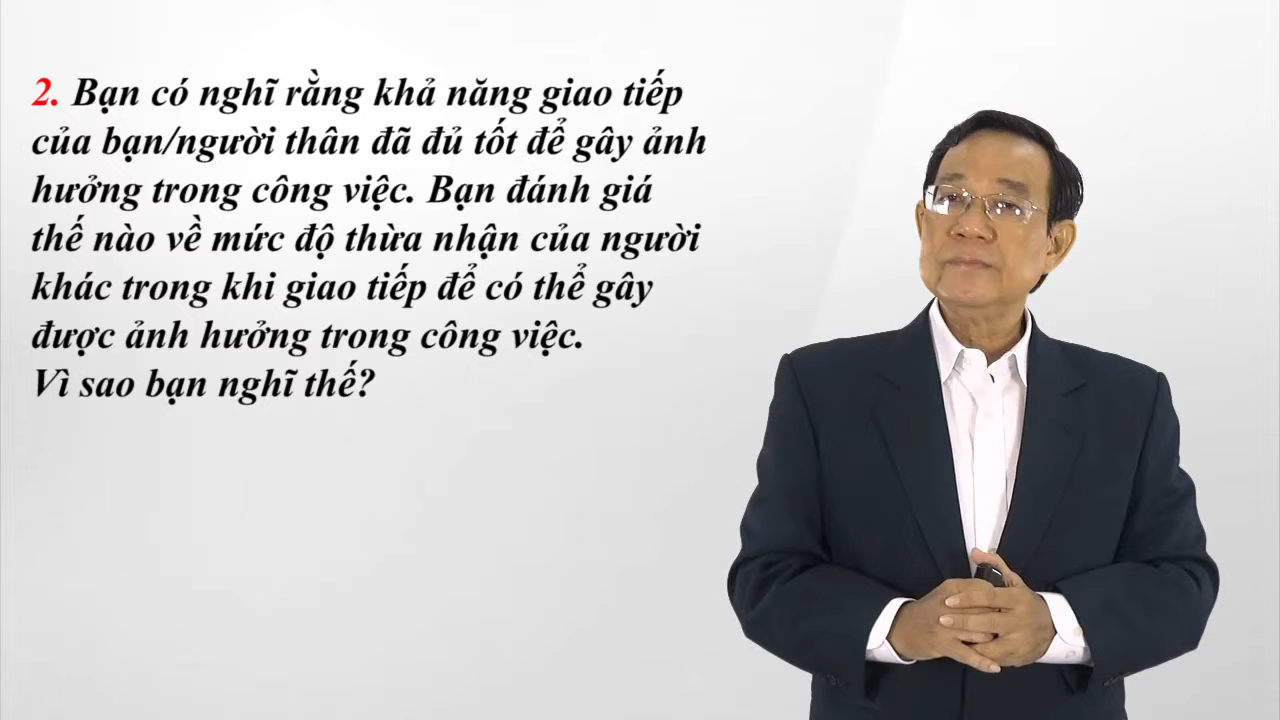 2. Bạn có nghĩ rằng khả năng giao tiếp
của bạn/người thân đã đủ tốt để gây ảnh
hưởng trong công việc. Bạn đánh giá
thế nào về mức độ thừa nhận của người
khác trong khi giao tiếp để có thể gây
được ảnh hưởng trong công việc.
Vì sao bạn nghĩ thế?